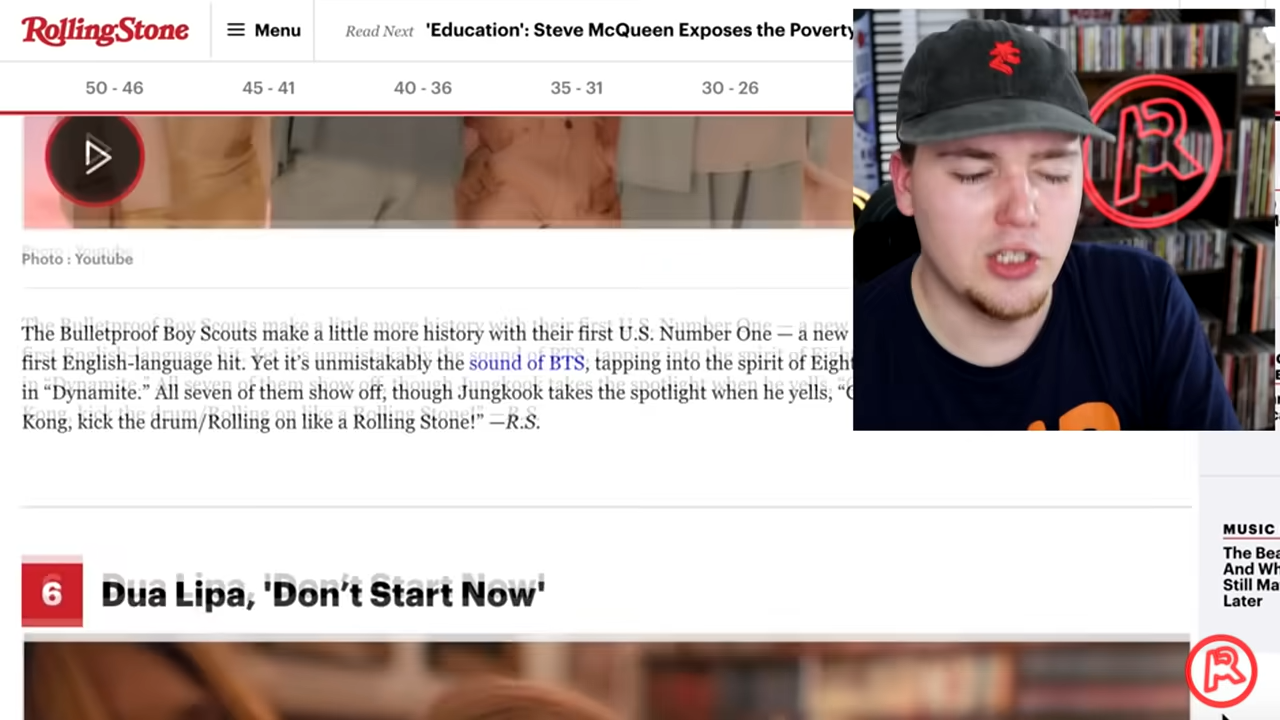 RollingStone
Menu
Read Next 'Education': Steve McQueen Exposes the Poverty
50 - 46
45 - 41
40 - 36
35 - 31
30 - 26
Photo : Youtube
The Bulletproof Boy Scouts make a little more history with their first U.S. Number One — a new
first English-language hit. Yet it's unmistakably the sound of BTS, tapping into the spirit of
in “Dynamite.” All seven of them show off, though Jungkook takes the spotlight when he yells,
Kong, kick the drum/Rolling on like a Rolling Stone!” —R.S.
6
Dua Lipa, 'Don’t Start Now'
MUSIC
The
And
Still
Later
R
R